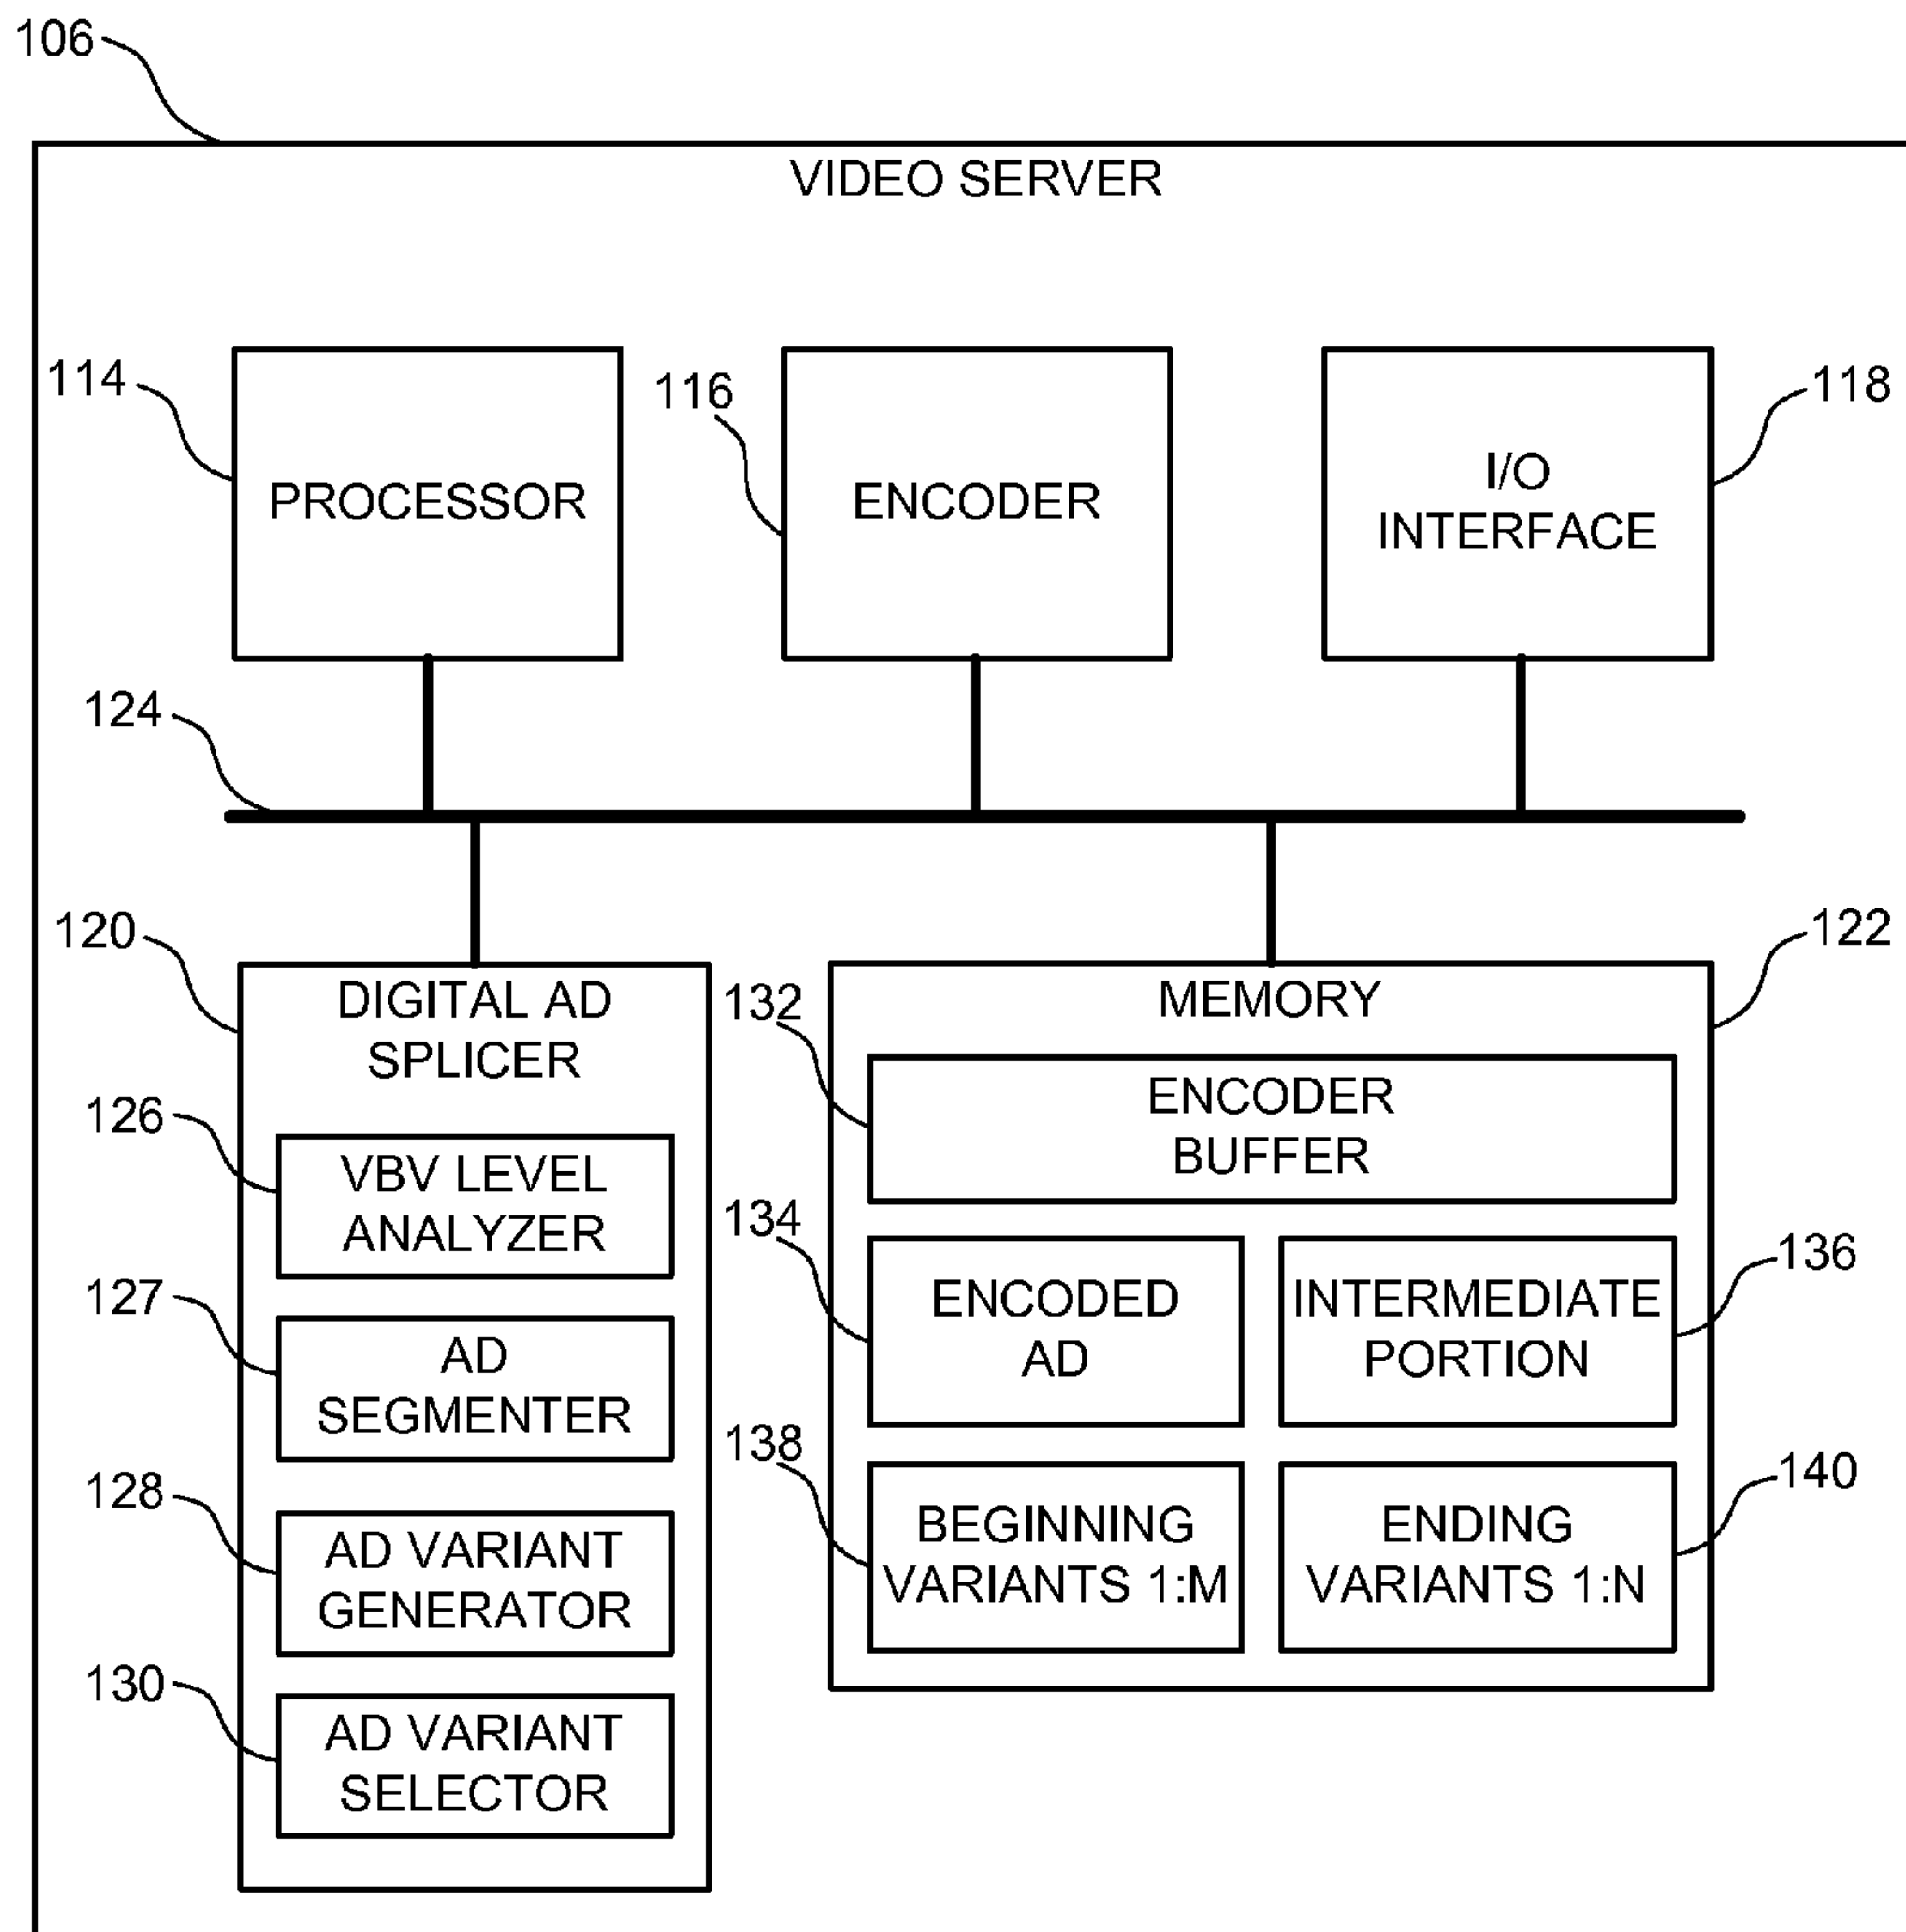 106
VIDEO SERVER
114
PROCESSOR
116
ENCODER
118
I/O
INTERFACE
124
120
DIGITAL AD
SPLICER
126
VBV LEVEL
ANALYZER
127
AD
SEGMENTER
128
AD VARIANT
GENERATOR
130
AD VARIANT
SELECTOR
122
MEMORY
132
ENCODER
BUFFER
134
ENCODED
AD
136
INTERMEDIATE
PORTION
138
BEGINNING
VARIANTS 1:M
140
ENDING
VARIANTS 1:N